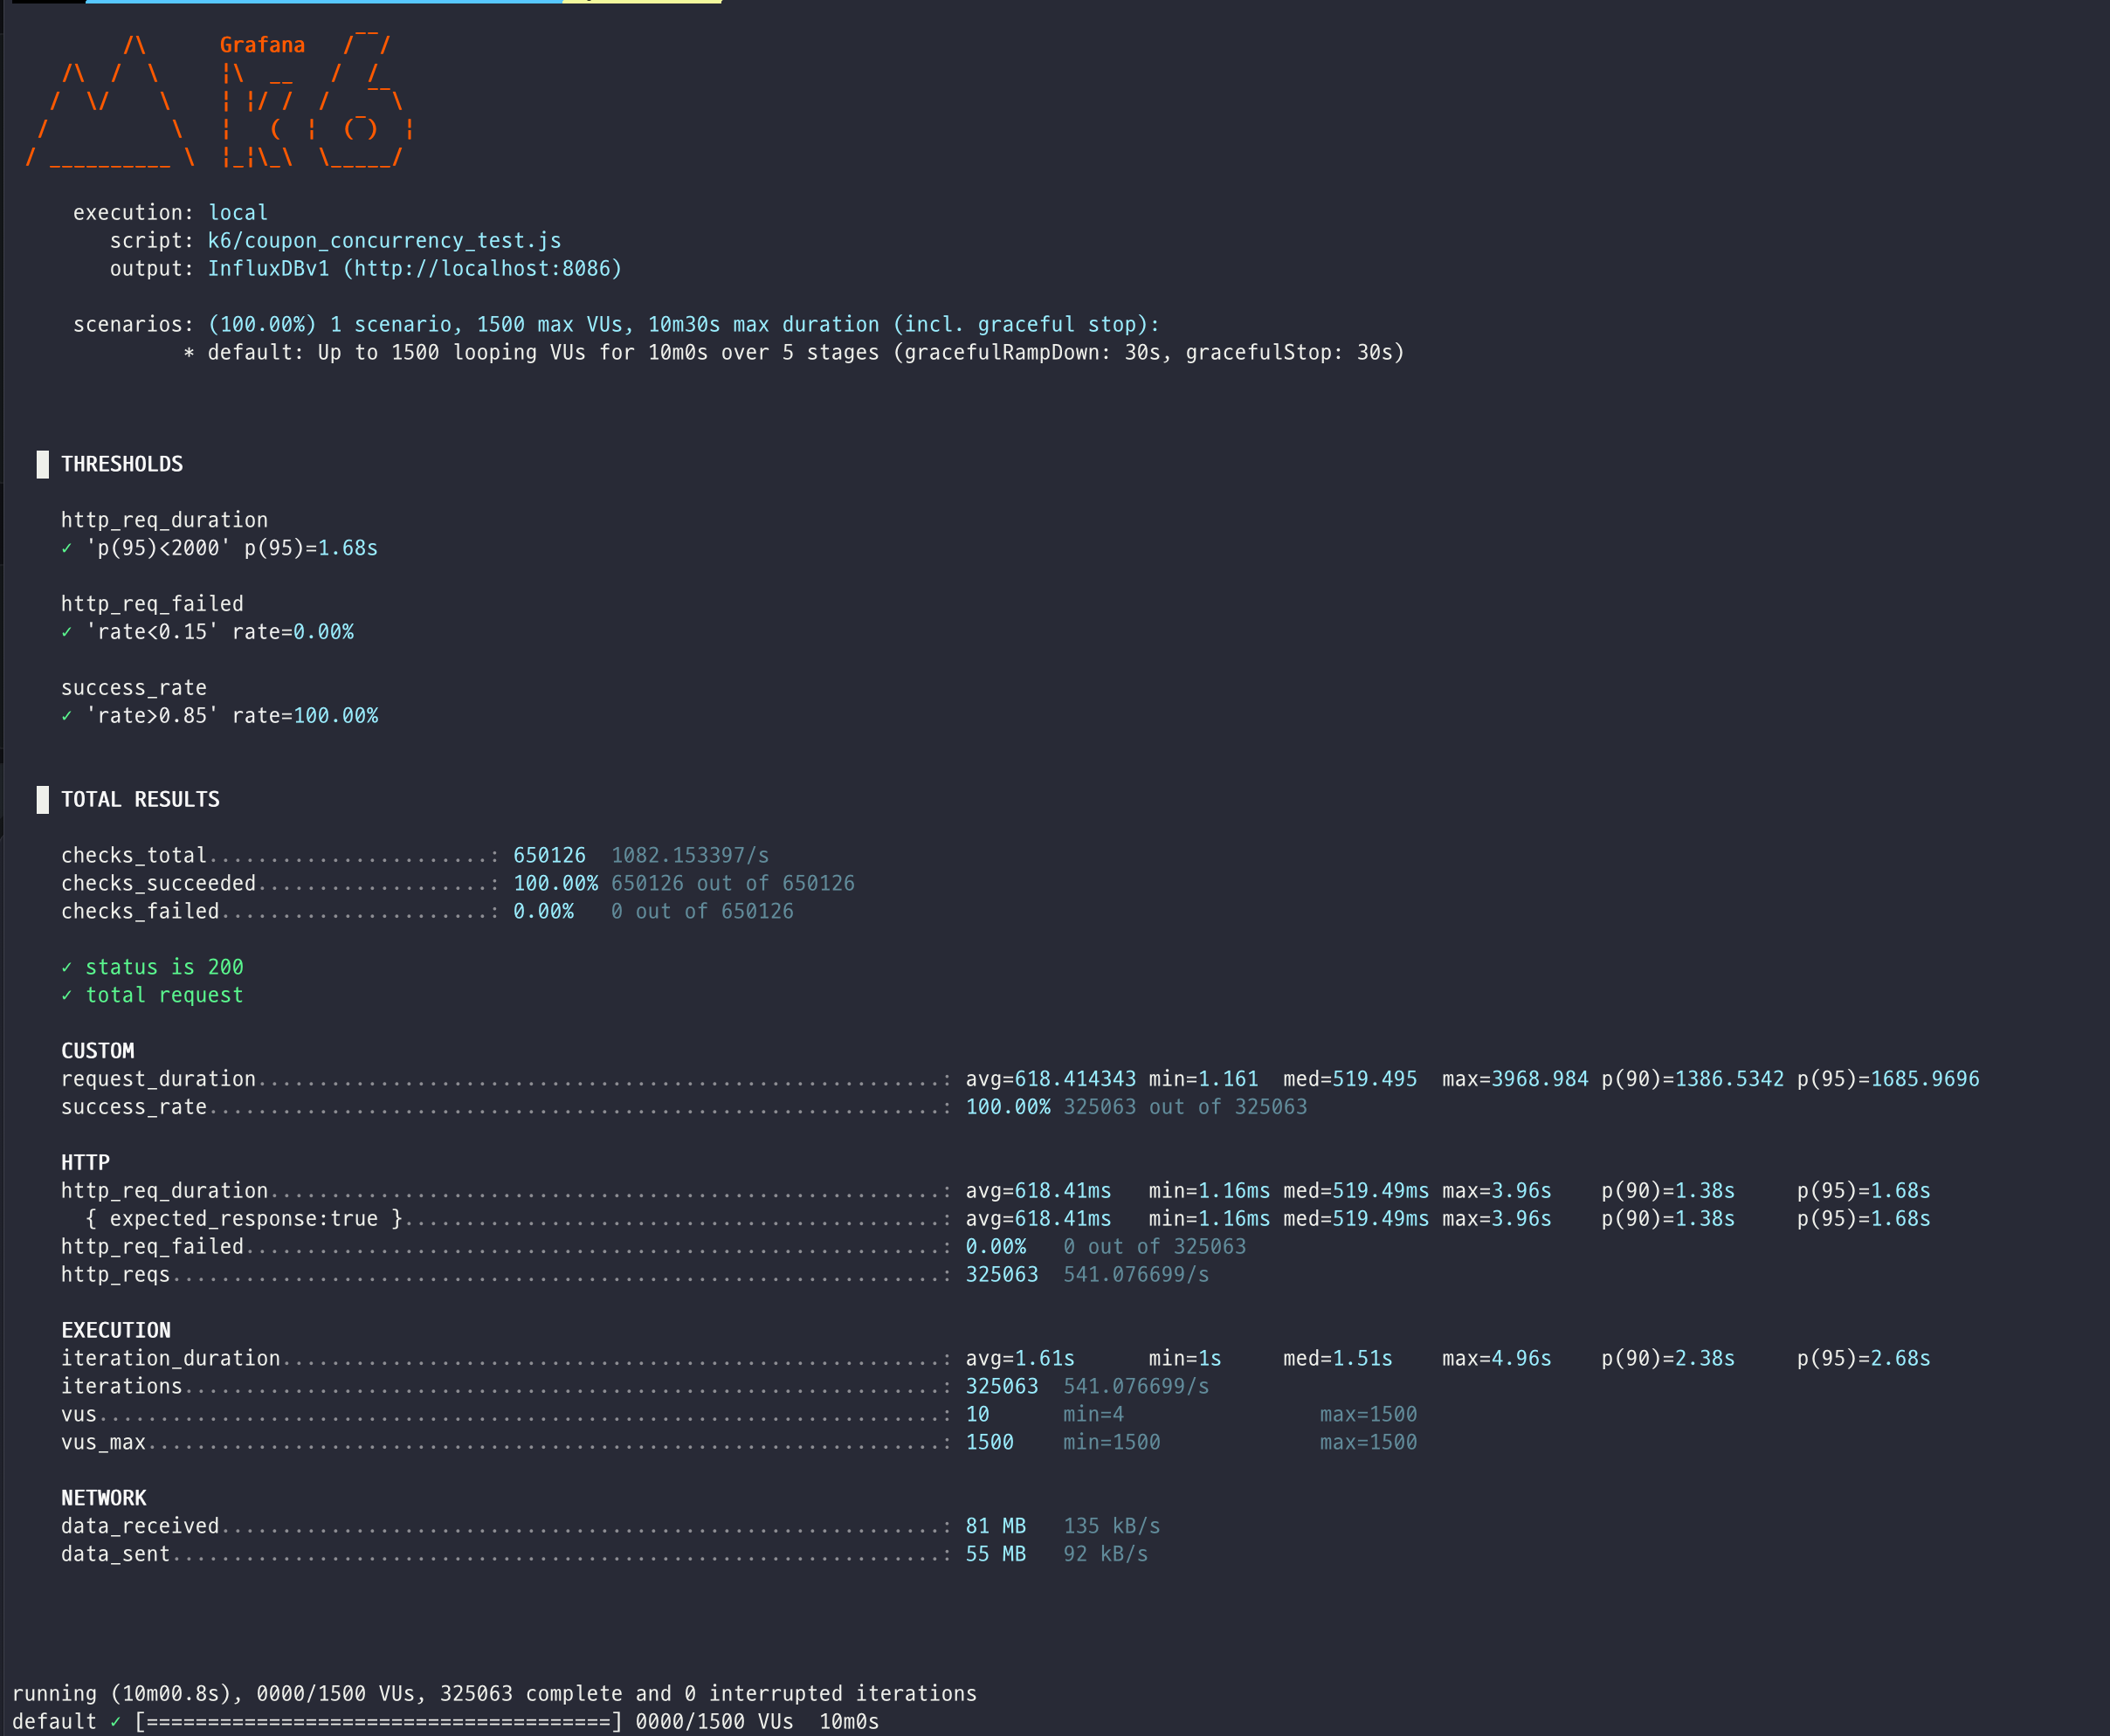 Grafana
execution: local
script: k6/coupon_concurrency_test.js
output: InfluxDBv1 (http://localhost:8086)
scenarios: (100.00%) 1 scenario, 1500 max VUs, 10m30s max duration (incl. graceful stop):
* default: Up to 1500 looping VUs for 10m0s over 5 stages (gracefulRampDown: 30s, gracefulStop: 30s)
█ THRESHOLDS
http_req_duration
✓ 'p(95)<2000' p(95)=1.68s
http_req_failed
✓ 'rate<0.15' rate=0.00%
success_rate
✓ 'rate>0.85' rate=100.00%
█ TOTAL RESULTS
checks_total.......................: 650126 1082.153397/s
checks_succeeded...................: 100.00% 650126 out of 650126
checks_failed......................: 0.00% 0 out of 650126
✓ status is 200
✓ total request
CUSTOM
request_duration........................................................: avg=618.414343 min=1.161 med=519.495 max=3968.984 p(90)=1386.5342 p(95)=1685.9696
success_rate............................................................: 100.00% 325063 out of 325063
HTTP
http_req_duration.......................................................: avg=618.41ms min=1.16ms med=519.49ms max=3.96s p(90)=1.38s p(95)=1.68s
{ expected_response:true }............................................: avg=618.41ms min=1.16ms med=519.49ms max=3.96s p(90)=1.38s p(95)=1.68s
http_req_failed.........................................................: 0.00% 0 out of 325063
http_reqs...............................................................: 325063 541.076699/s
EXECUTION
iteration_duration......................................................: avg=1.61s min=1s med=1.51s max=4.96s p(90)=2.38s p(95)=2.68s
iterations..............................................................: 325063 541.076699/s
vus.....................................................................: 10 min=4 max=1500
vus_max.................................................................: 1500 min=1500 max=1500
NETWORK
data_received...........................................................: 81 MB 135 kB/s
data_sent...............................................................: 55 MB 92 kB/s
running (10m00.8s), 0000/1500 VUs, 325063 complete and 0 interrupted iterations
default ✓ [======================================] 0000/1500 VUs 10m0s